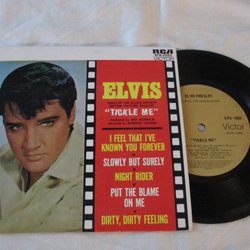 RCA
ELVIS
"TICKLE ME"
I FEEL THAT I'VE
KNOWN YOU FOREVER
SLOWLY BUT SURELY
NIGHT RIDER
PUT THE BLAME
ON ME
DIRTY, DIRTY FEELING
ELVIS PRESLEY
Victor
"TICKLE ME"